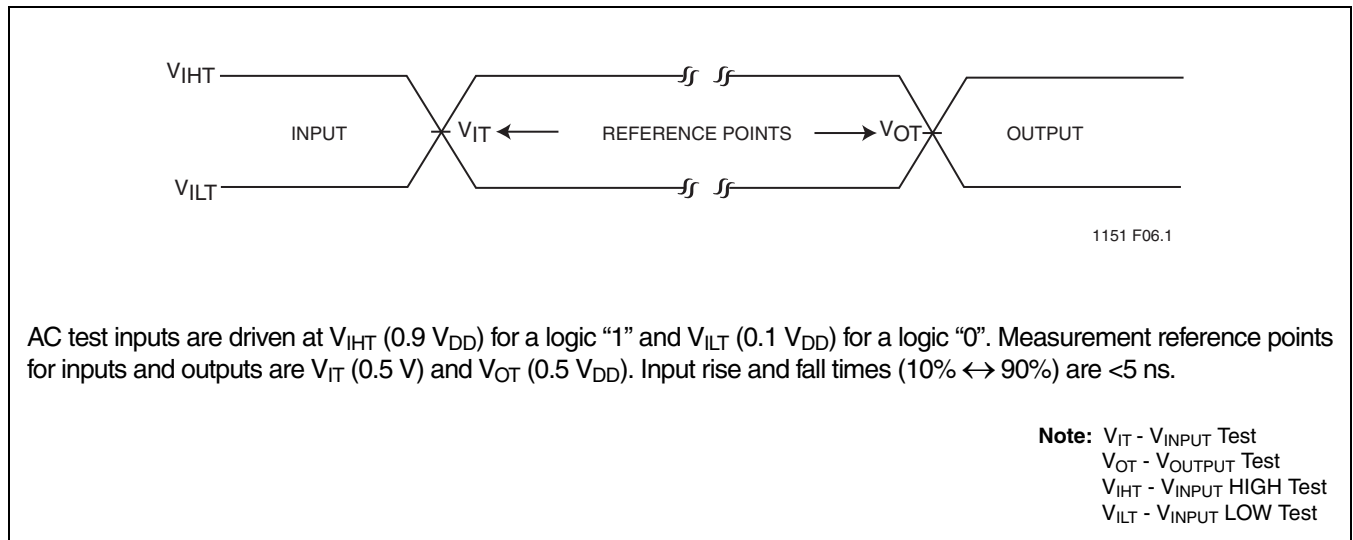 VIHT
INPUT VIT REFERENCE POINTS VOT OUTPUT
VILT
1151 F06.1
AC test inputs are driven at VIHT (0.9 VDD) for a logic “1” and VILT (0.1 VDD) for a logic “0”. Measurement reference points
for inputs and outputs are VIT (0.5 V) and VOT (0.5 VDD). Input rise and fall times (10% ↔ 90%) are <5 ns.
Note: VIT - VINPUT Test
VOT - VOUTPUT Test
VIHT - VINPUT HIGH Test
VILT - VINPUT LOW Test